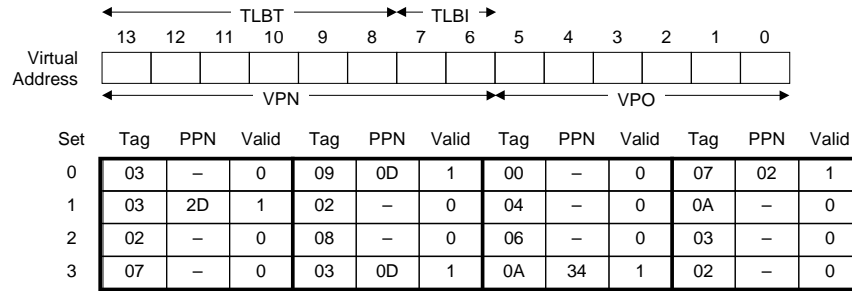 TLBT TLBI
13 12 11 10 9 8 7 6 5 4 3 2 1 0
Virtual
Address
VPN VPO
Set Tag PPN Valid Tag PPN Valid Tag PPN Valid Tag PPN Valid
0 03 – 0 09 0D 1 00 – 0 07 02 1
1 03 2D 1 02 – 0 04 – 0 0A – 0
2 02 – 0 08 – 0 06 – 0 03 – 0
3 07 – 0 03 0D 1 0A 34 1 02 – 0